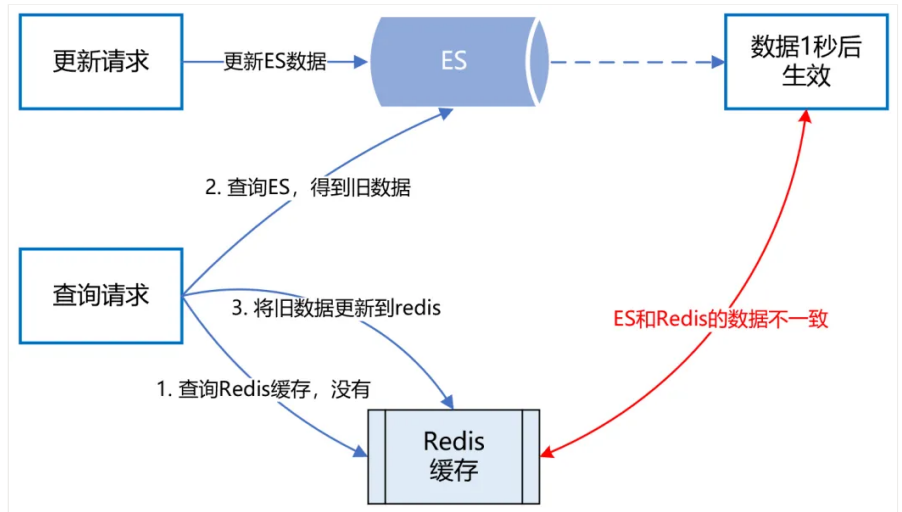 更新请求
更新ES数据
ES
数据1秒后
生效
2. 查询ES，得到旧数据
查询请求
3. 将旧数据更新到redis
ES和Redis的数据不一致
1. 查询Redis缓存，没有
Redis
缓存